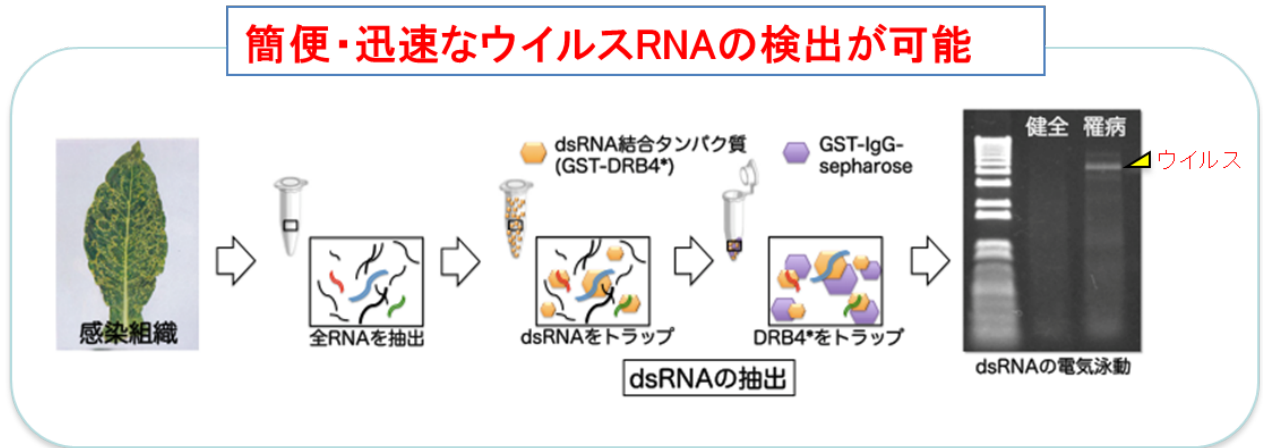 簡便・迅速なウイルスRNAの検出が可能
dsRNA結合タンパク質
(GST-DRB4*)
GST-IgG-
sepharose
健全 罹病
ウイルス
感染組織
全RNAを抽出
dsRNAをトラップ
DRB4*をトラップ
dsRNAの電気泳動
dsRNAの抽出